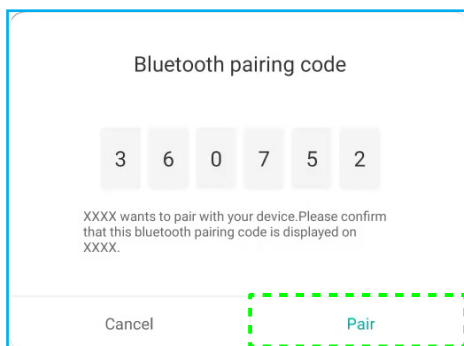 Bluetooth pairing code
3 6 0 7 5 2
XXXX wants to pair with your device.Please confirm
that this bluetooth pairing code is displayed on
XXXX.
Cancel Pair